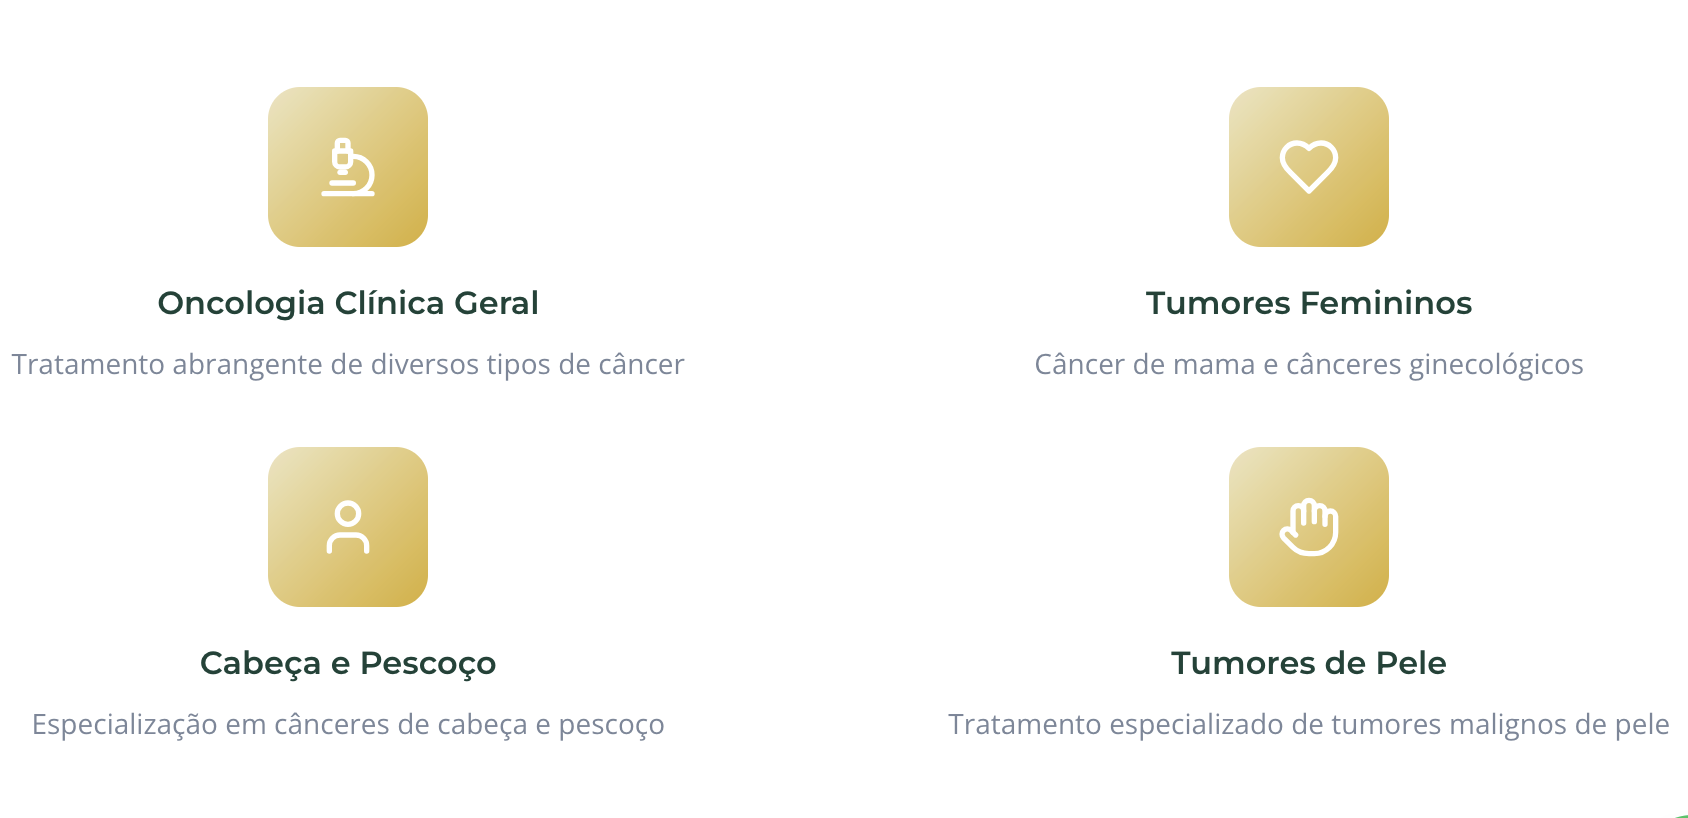 Oncologia Clínica Geral
Tratamento abrangente de diversos tipos de câncer
Tumores Femininos
Câncer de mama e cânceres ginecológicos
Cabeça e Pescoço
Especialização em cânceres de cabeça e pescoço
Tumores de Pele
Tratamento especializado de tumores malignos de pele